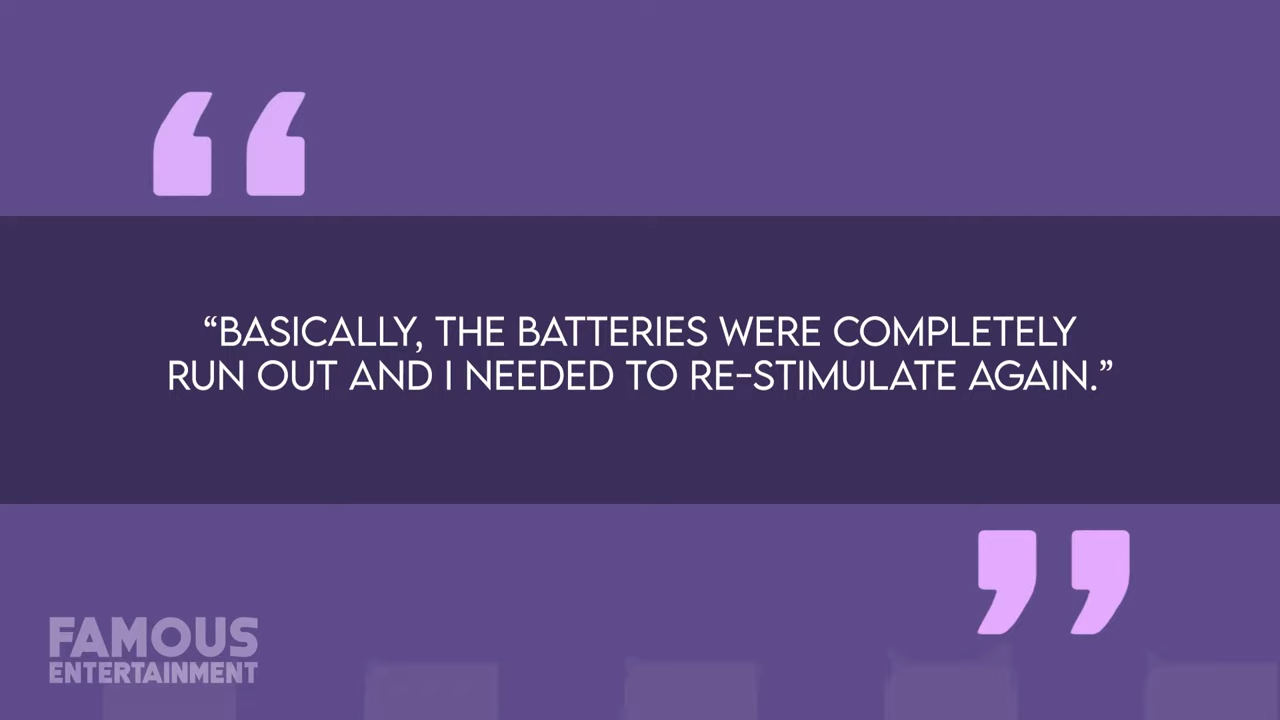 “BASICALLY, THE BATTERIES WERE COMPLETELY
RUN OUT AND I NEEDED TO RE-STIMULATE AGAIN.”
FAMOUS
ENTERTAINMENT